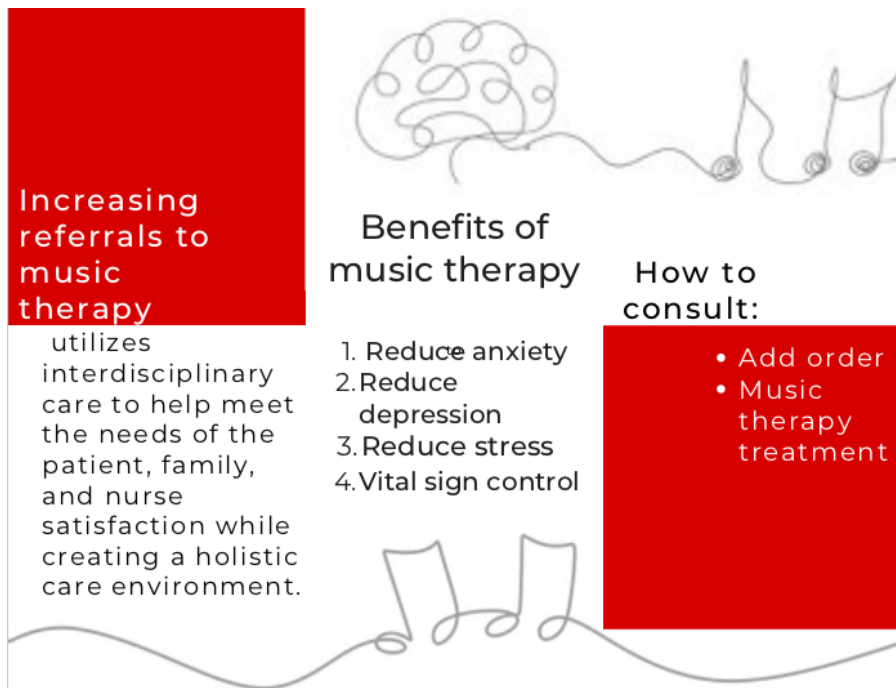 Increasing
referrals to
music
therapy
utilizes
interdisciplinary
care to help meet
the needs of the
patient, family,
and nurse
satisfaction while
creating a holistic
care environment.
Benefits of
music therapy
1. Reduce anxiety
2. Reduce
depression
3. Reduce stress
4. Vital sign control
How to
consult:
• Add order
• Music
therapy
treatment